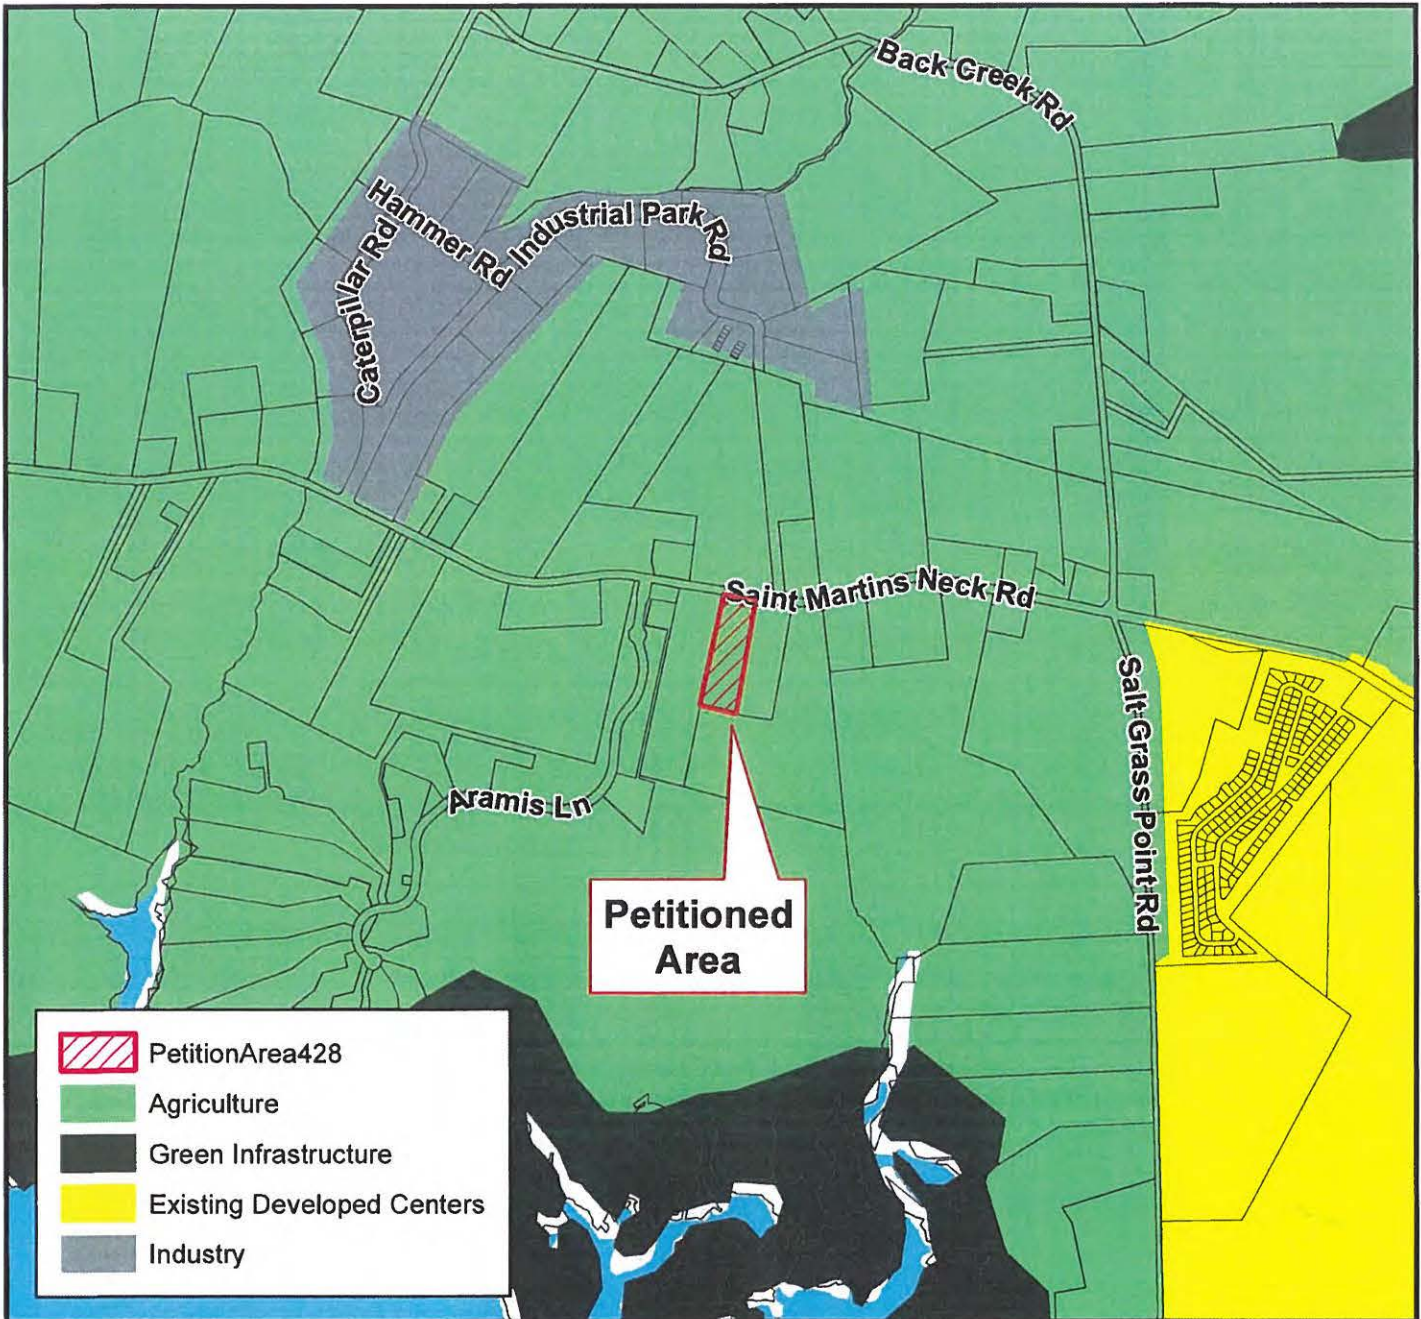 Back Creek Rd
Hammer Rd
Industrial Park Rd
Caterpillar Rd
Saint Martins Neck Rd
Salt Grass Point Rd
Aramis Ln
Petitioned
Area
PetitionArea428
Agriculture
Green Infrastructure
Existing Developed Centers
Industry